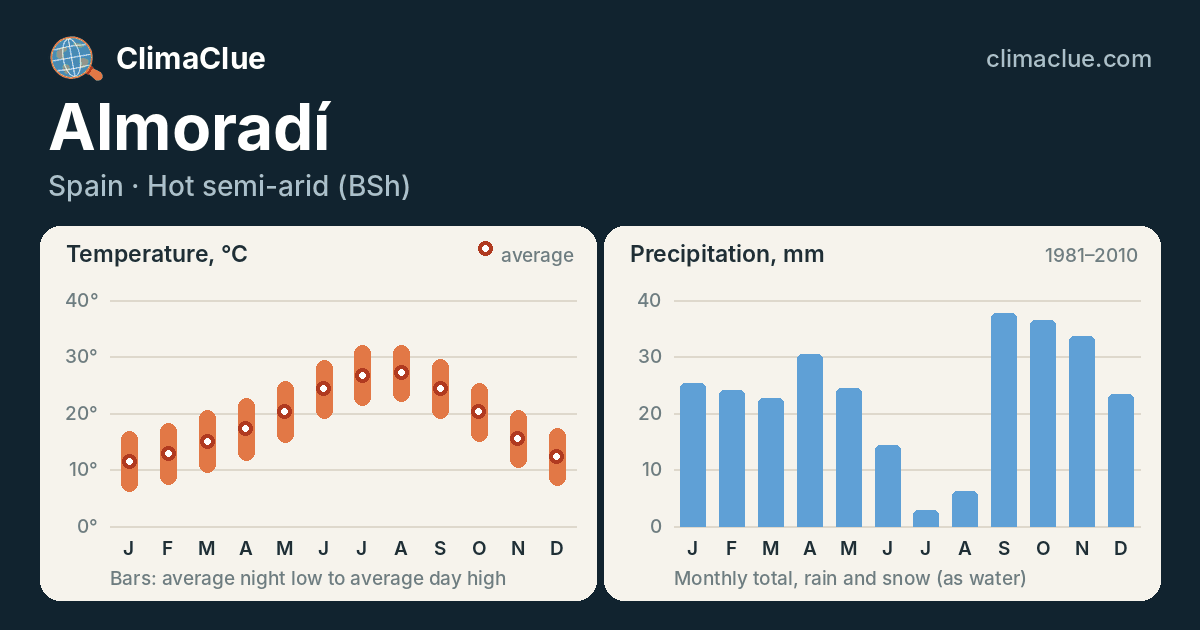 ClimaClue
climaclue.com
Almoradí
Spain · Hot semi-arid (BSh)
Temperature, °C
average
40°
30°
20°
10°
0°
J F M A M J J A S O N D
Bars: average night low to average day high
Precipitation, mm
1981–2010
40
30
20
10
0
J F M A M J J A S O N D
Monthly total, rain and snow (as water)